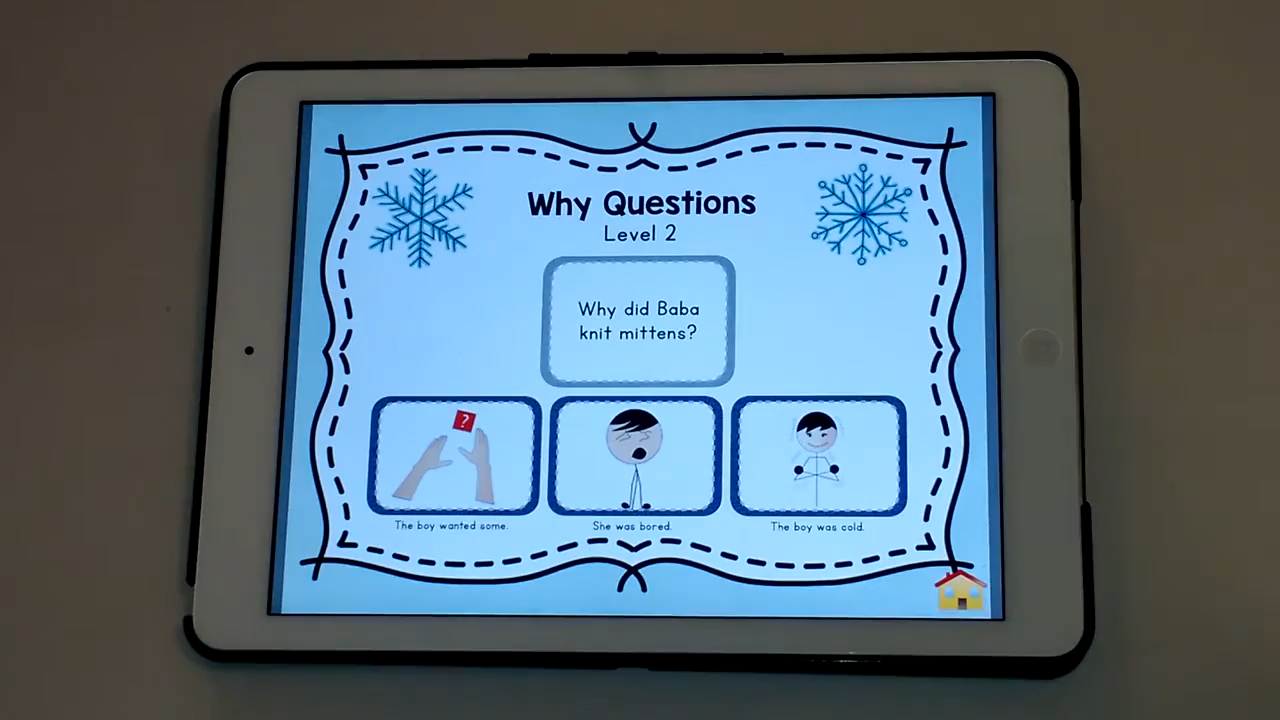 Why Questions
Level 2
Why did Baba
knit mittens?
?
The boy wanted some.
She was bored.
The boy was cold.